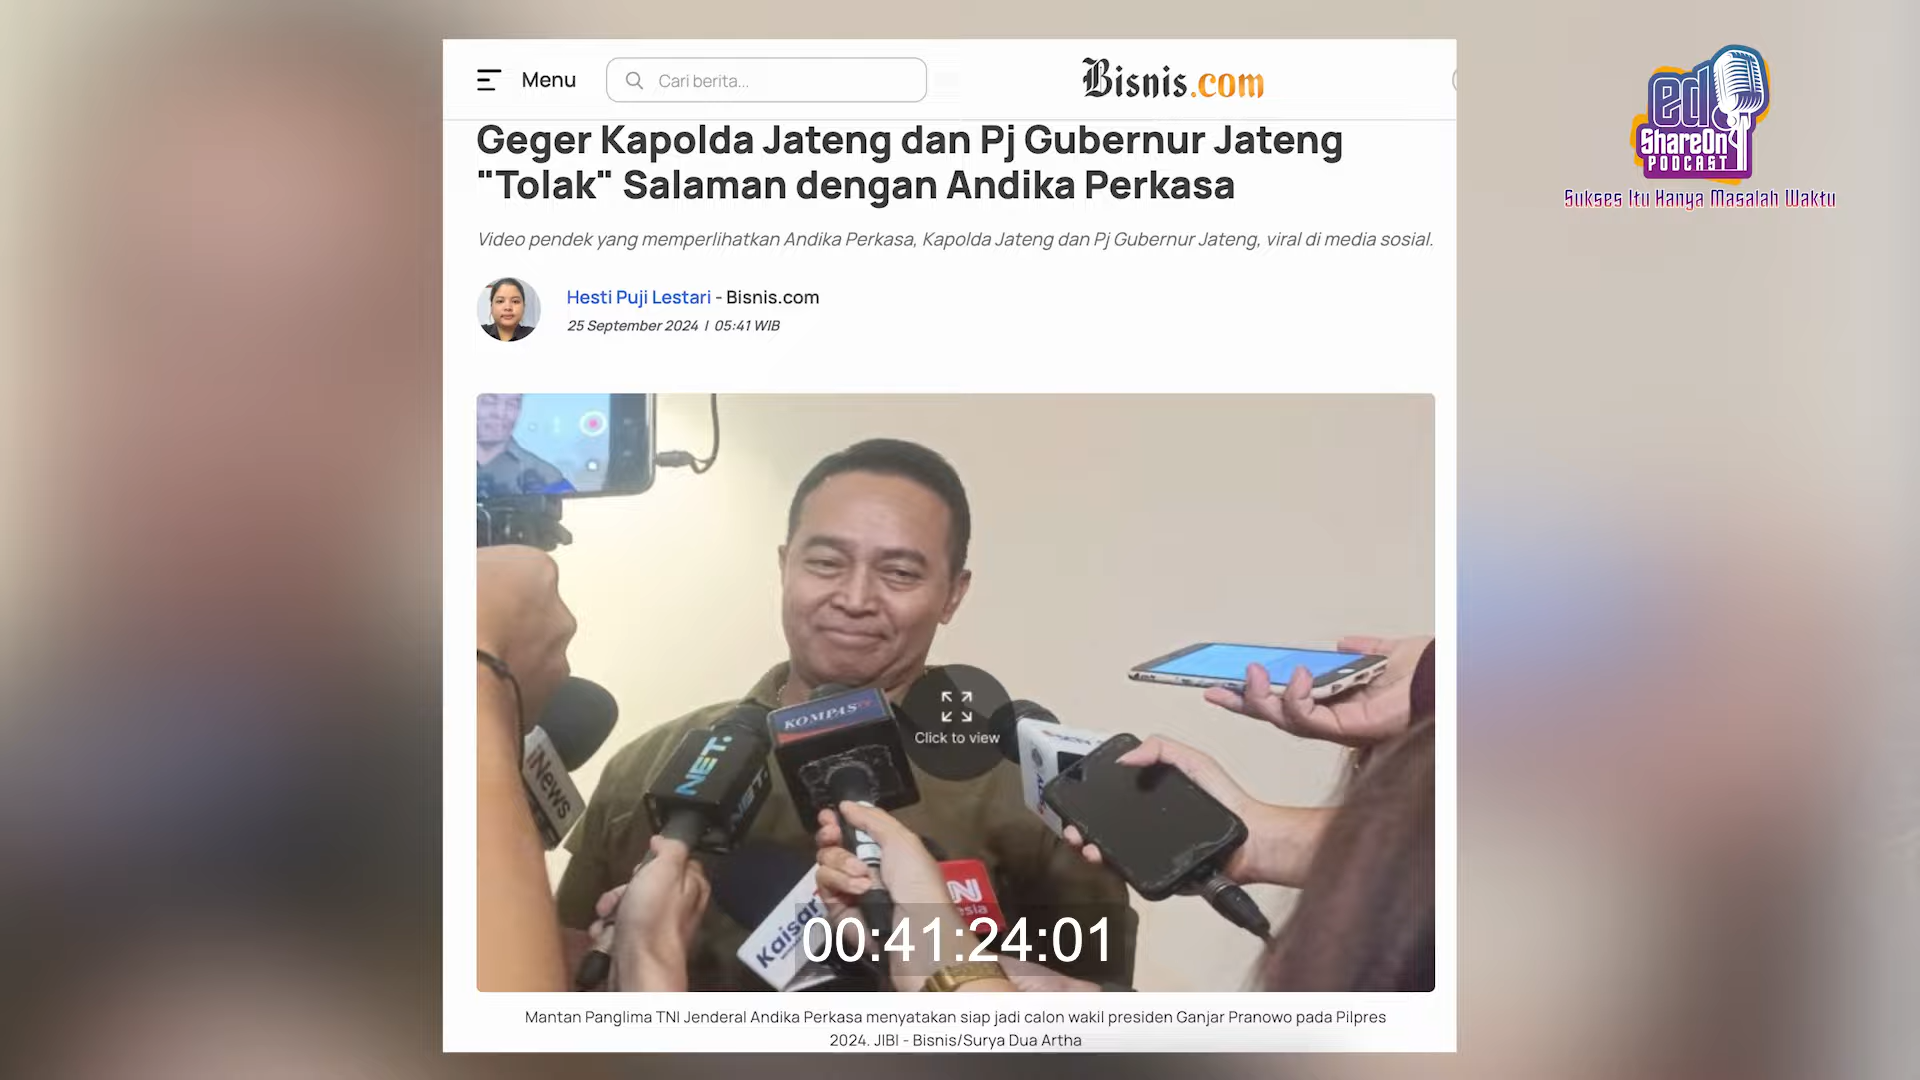 Menu
Cari berita...
Bisnis.com
Geger Kapolda Jateng dan Pj Gubernur Jateng
"Tolak" Salaman dengan Andika Perkasa
Video pendek yang memperlihatkan Andika Perkasa, Kapolda Jateng dan Pj Gubernur Jateng, viral di media sosial.
Hesti Puji Lestari - Bisnis.com
25 September 2024 | 05:41 WIB
ed
ShareOn
PODCAST
Sukses Itu Hanya Masalah Waktu
KOMPAS TV
NET.
NET.
iNews
Click to view
Kaisar
00:41:24:01
Mantan Panglima TNI Jenderal Andika Perkasa menyatakan siap jadi calon wakil presiden Ganjar Pranowo pada Pilpres
2024. JIBI - Bisnis/Surya Dua Artha